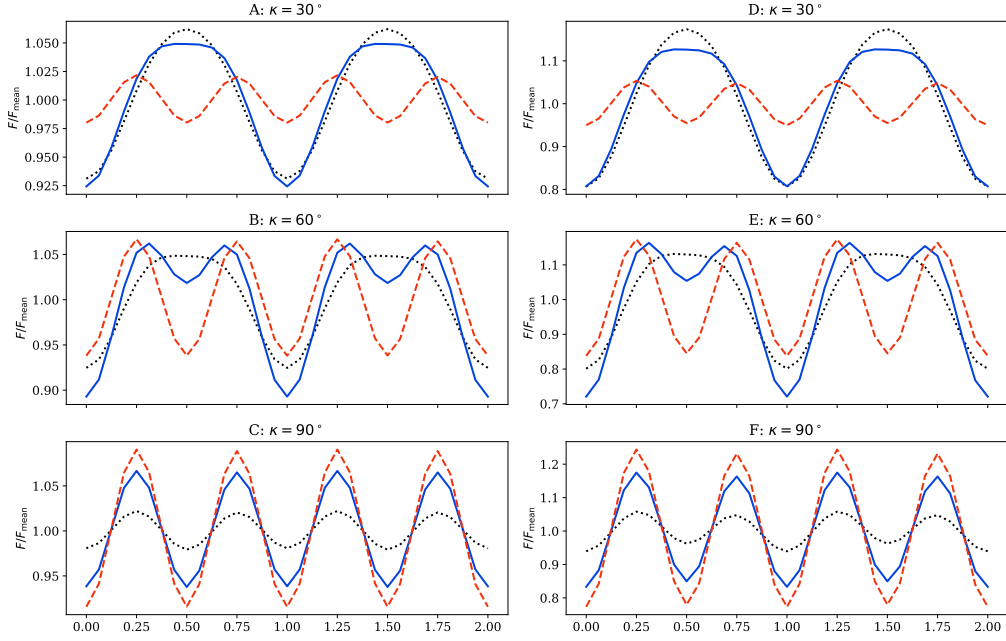 A: κ = 30°
F/F_mean
1.050
1.025
1.000
0.975
0.950
0.925
D: κ = 30°
F/F_mean
1.1
1.0
0.9
0.8
B: κ = 60°
F/F_mean
1.05
1.00
0.95
0.90
E: κ = 60°
F/F_mean
1.1
1.0
0.9
0.8
0.7
C: κ = 90°
F/F_mean
1.05
1.00
0.95
0.00 0.25 0.50 0.75 1.00 1.25 1.50 1.75 2.00
F: κ = 90°
F/F_mean
1.2
1.1
1.0
0.9
0.8
0.00 0.25 0.50 0.75 1.00 1.25 1.50 1.75 2.00